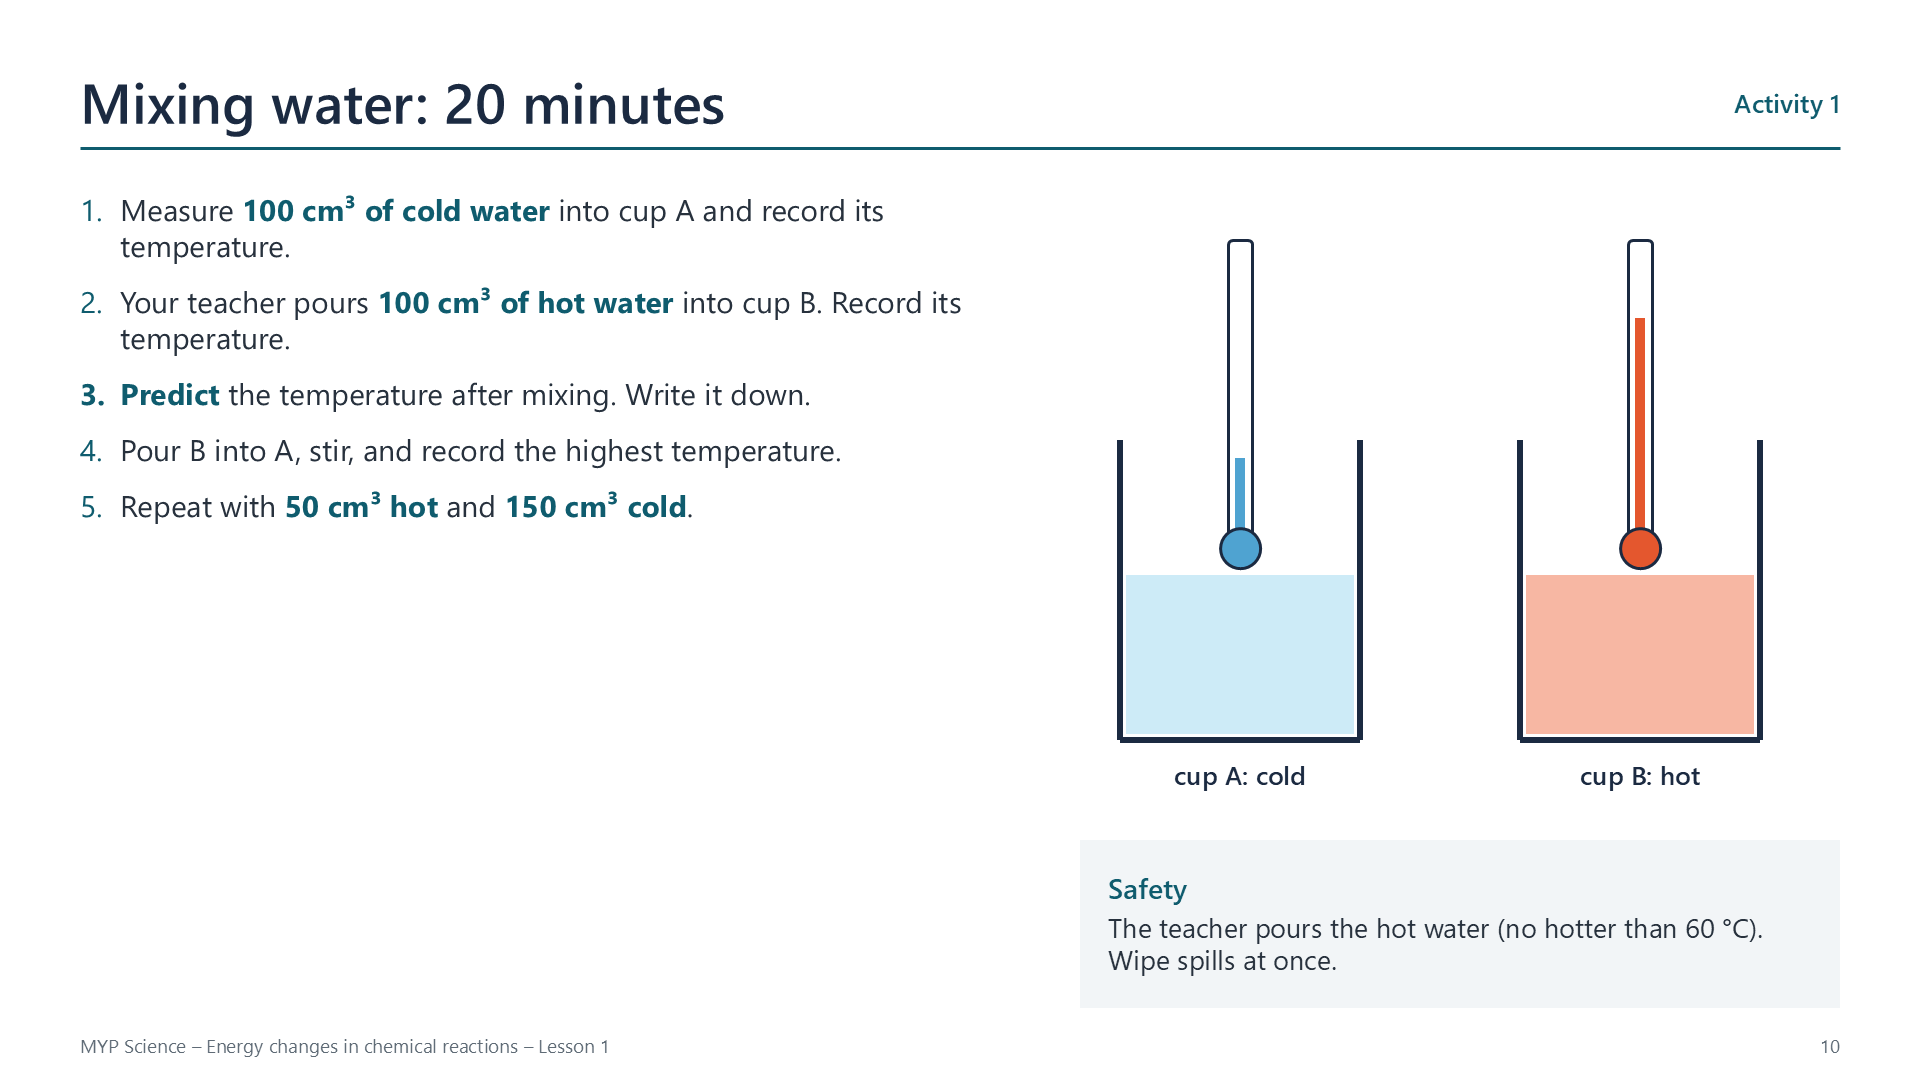 Mixing water: 20 minutes
Activity 1
1. Measure 100 cm³ of cold water into cup A and record its
temperature.
2. Your teacher pours 100 cm³ of hot water into cup B. Record its
temperature.
3. Predict the temperature after mixing. Write it down.
4. Pour B into A, stir, and record the highest temperature.
5. Repeat with 50 cm³ hot and 150 cm³ cold.
cup A: cold
cup B: hot
Safety
The teacher pours the hot water (no hotter than 60 °C).
Wipe spills at once.
MYP Science – Energy changes in chemical reactions – Lesson 1
10